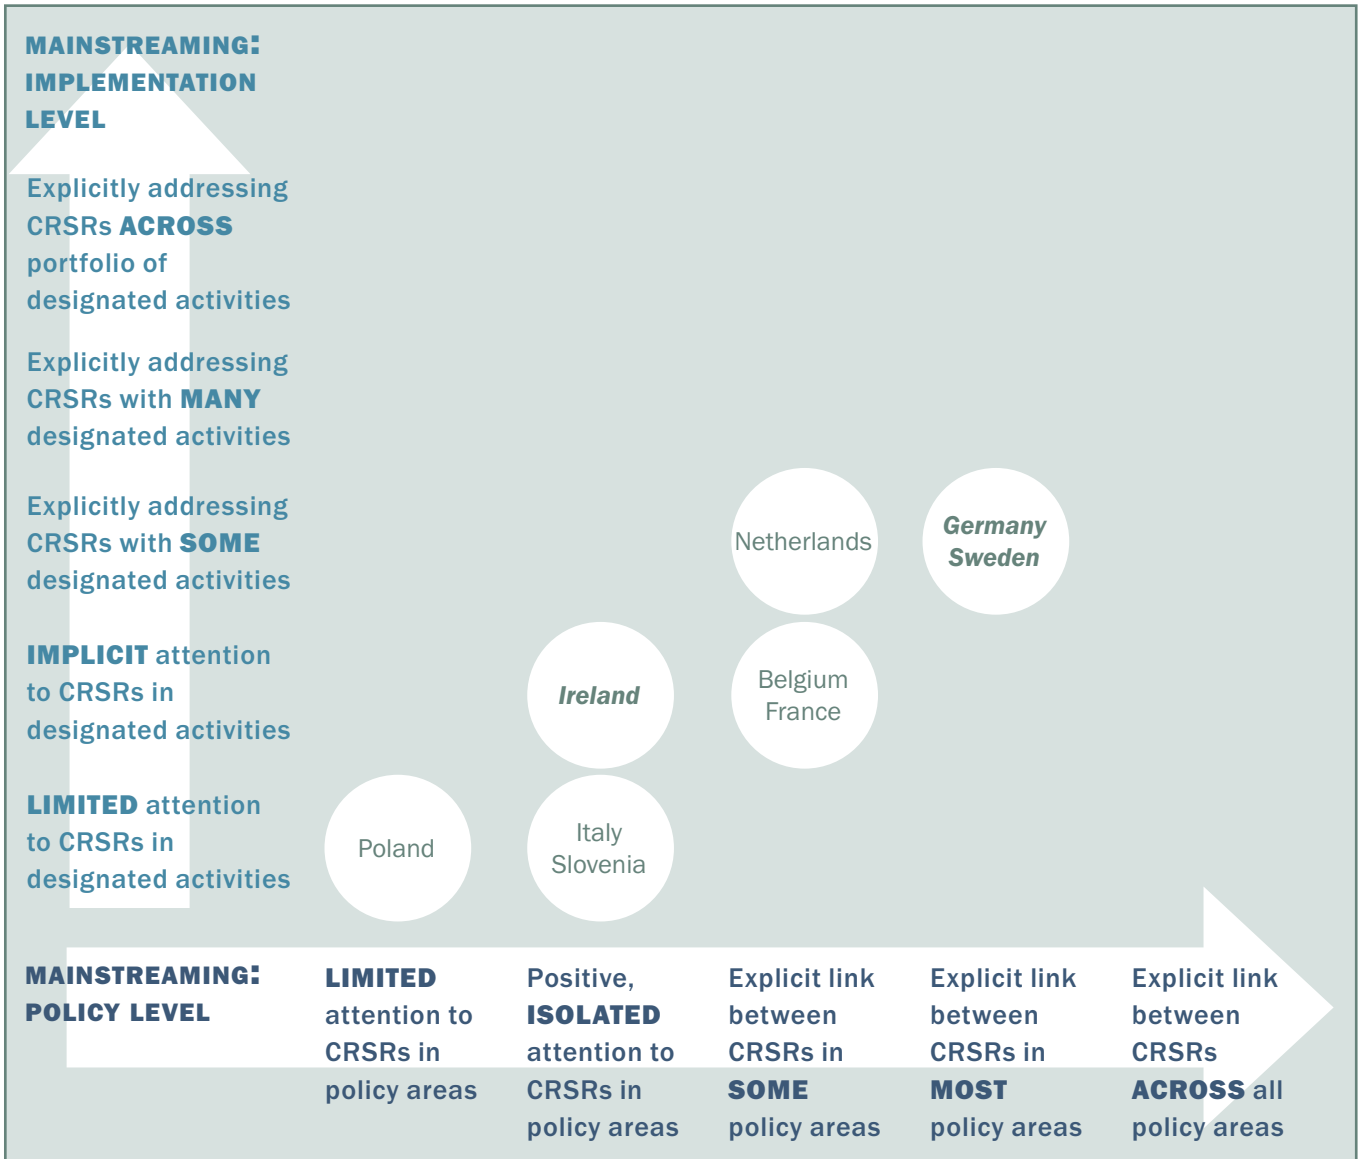 MAINSTREAMING:
IMPLEMENTATION
LEVEL
Explicitly addressing
CRSRs ACROSS
portfolio of
designated activities
Explicitly addressing
CRSRs with MANY
designated activities
Explicitly addressing
CRSRs with SOME
designated activities
Netherlands
Germany
Sweden
IMPLICIT attention
to CRSRs in
designated activities
Ireland
Belgium
France
LIMITED attention
to CRSRs in
designated activities
Poland
Italy
Slovenia
MAINSTREAMING:
POLICY LEVEL
LIMITED
attention to
CRSRs in
policy areas
Positive,
ISOLATED
attention to
CRSRs in
policy areas
Explicit link
between
CRSRs in
SOME
policy areas
Explicit link
between
CRSRs in
MOST
policy areas
Explicit link
between
CRSRs
ACROSS all
policy areas